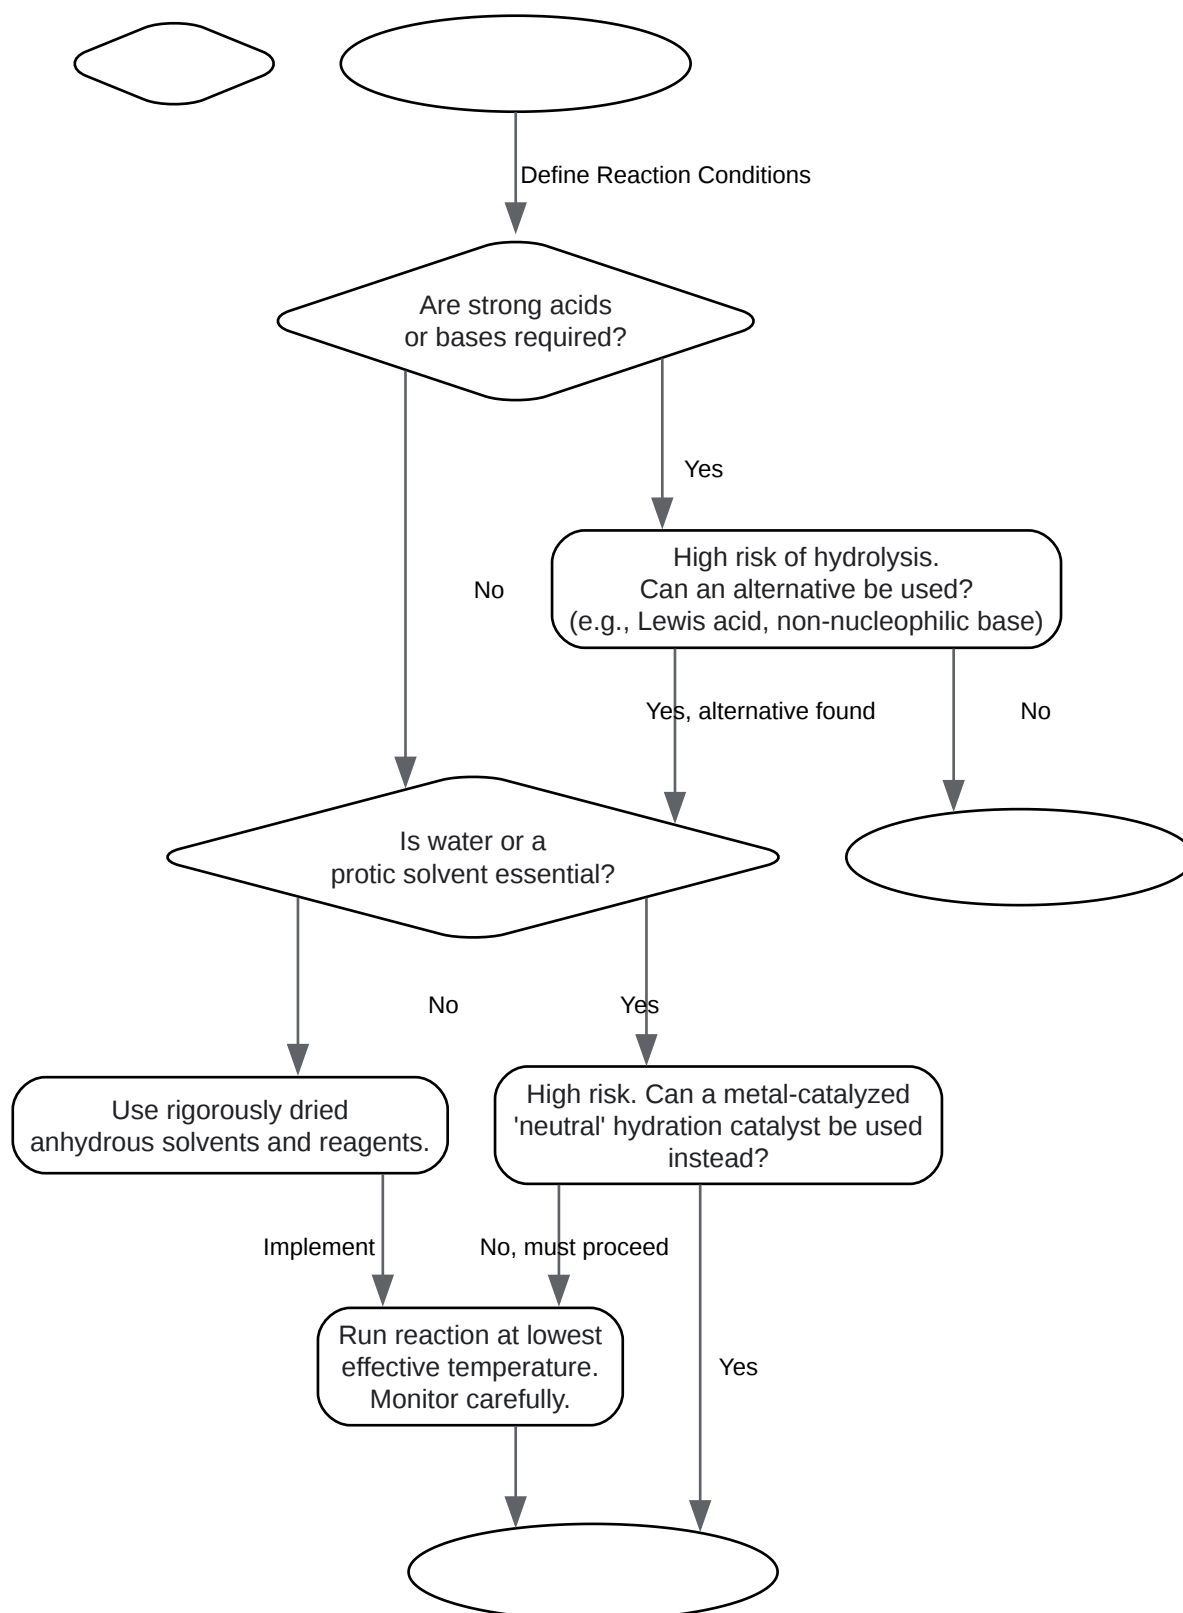 Define Reaction Conditions
Are strong acids
or bases required?
Yes
No
High risk of hydrolysis.
Can an alternative be used?
(e.g., Lewis acid, non-nucleophilic base)
Yes, alternative found
No
Is water or a
protic solvent essential?
No
Yes
Use rigorously dried
anhydrous solvents and reagents.
High risk. Can a metal-catalyzed
'neutral' hydration catalyst be used
instead?
Implement
No, must proceed
Run reaction at lowest
effective temperature.
Monitor carefully.
Yes